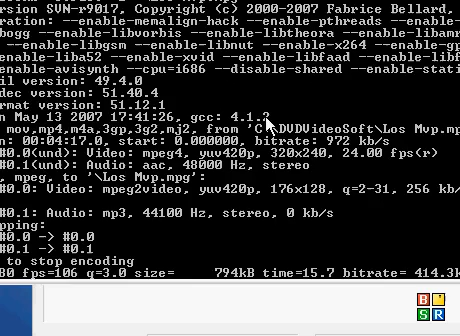 ersion SVN-r9017, Copyright (c) 2000-2007 Fabrice Bellard,
ration: --enable-memalign-hack --enable-pthreads --enable-
bogg --enable-libvorbis --enable-libtheora --enable-libamr
--enable-libgsm --enable-libnut --enable-x264 --enable-gp
enable-liba52 --enable-xvid --enable-libfaad --enable-libf
enable-avisynth --cpu=i686 --disable-shared --enable-stati
il version: 49.4.0
dec version: 51.40.4
rmat version: 51.12.1
n May 13 2007 17:41:26, gcc: 4.1.2
mov,mp4,m4a,3gp,3g2,mj2, from 'C:\DVDVideoSoft\Los Mvp.m
n: 00:04:17.0, start: 0.000000, bitrate: 972 kb/s
#0.0(und): Video: mpeg4, yuv420p, 320x240, 24.00 fps(r)
#0.1(und): Audio: aac, 48000 Hz, stereo
, mpeg, to '\Los Mvp.mpg':
#0.0: Video: mpeg2video, yuv420p, 176x128, q=2-31, 256 kb/
#0.1: Audio: mp3, 44100 Hz, stereo, 0 kb/s
pping:
#0.0 -> #0.0
#0.1 -> #0.1
to stop encoding
80 fps=106 q=3.0 size= 794kB time=15.7 bitrate= 414.3k
B
S R